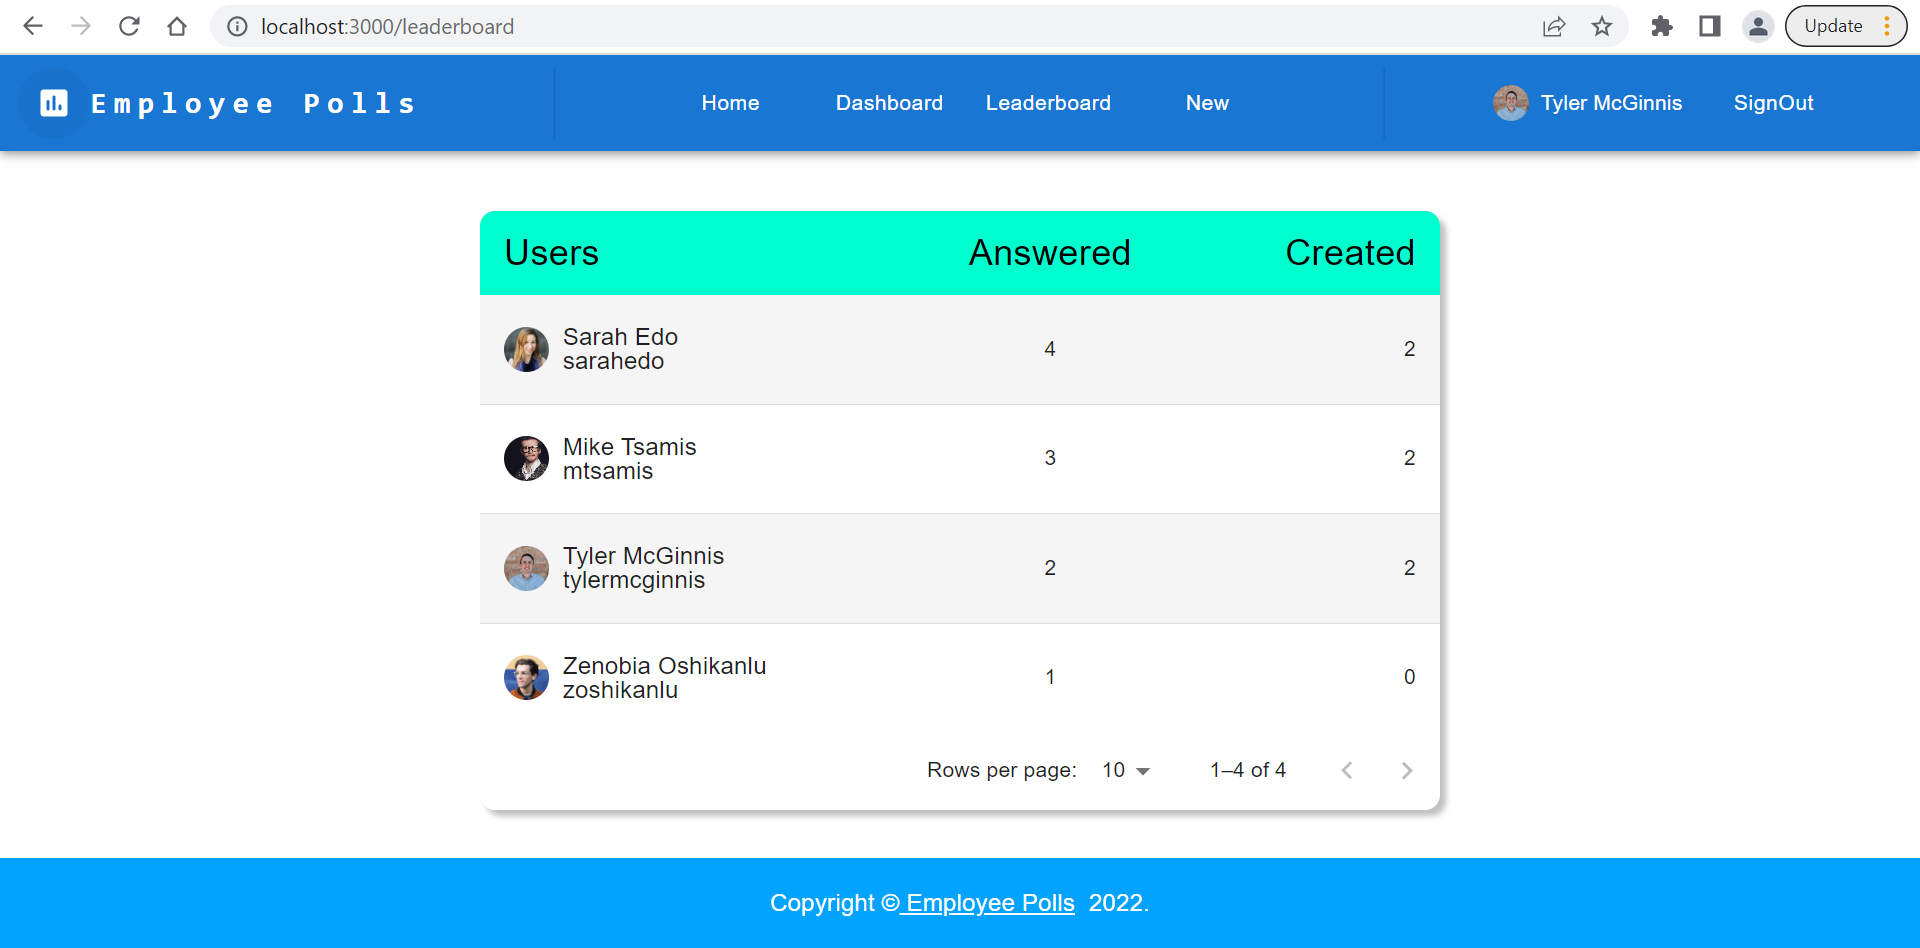 localhost:3000/leaderboard
Update
Employee Polls
Home
Dashboard
Leaderboard
New
Tyler McGinnis
SignOut
Users Answered Created
Sarah Edo
sarahedo
4
2
Mike Tsamis
mtsamis
3
2
Tyler McGinnis
tylermcginnis
2
2
Zenobia Oshikanlu
zoshikanlu
1
0
Rows per page: 10 1–4 of 4
Copyright © Employee Polls 2022.